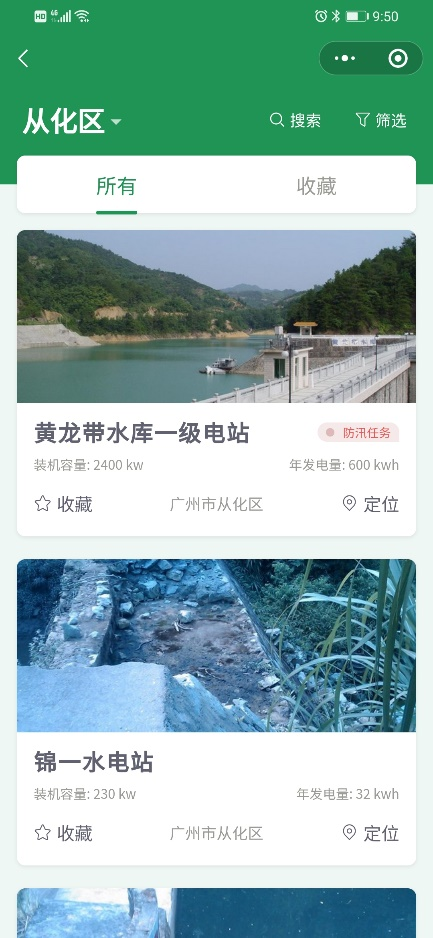 HD 4G 9:50
从化区 搜索 筛选
所有 收藏
黄龙带水库一级电站 防汛任务
装机容量: 2400 kw 年发电量: 600 kwh
收藏 广州市从化区 定位
锦一水电站
装机容量: 230 kw 年发电量: 32 kwh
收藏 广州市从化区 定位